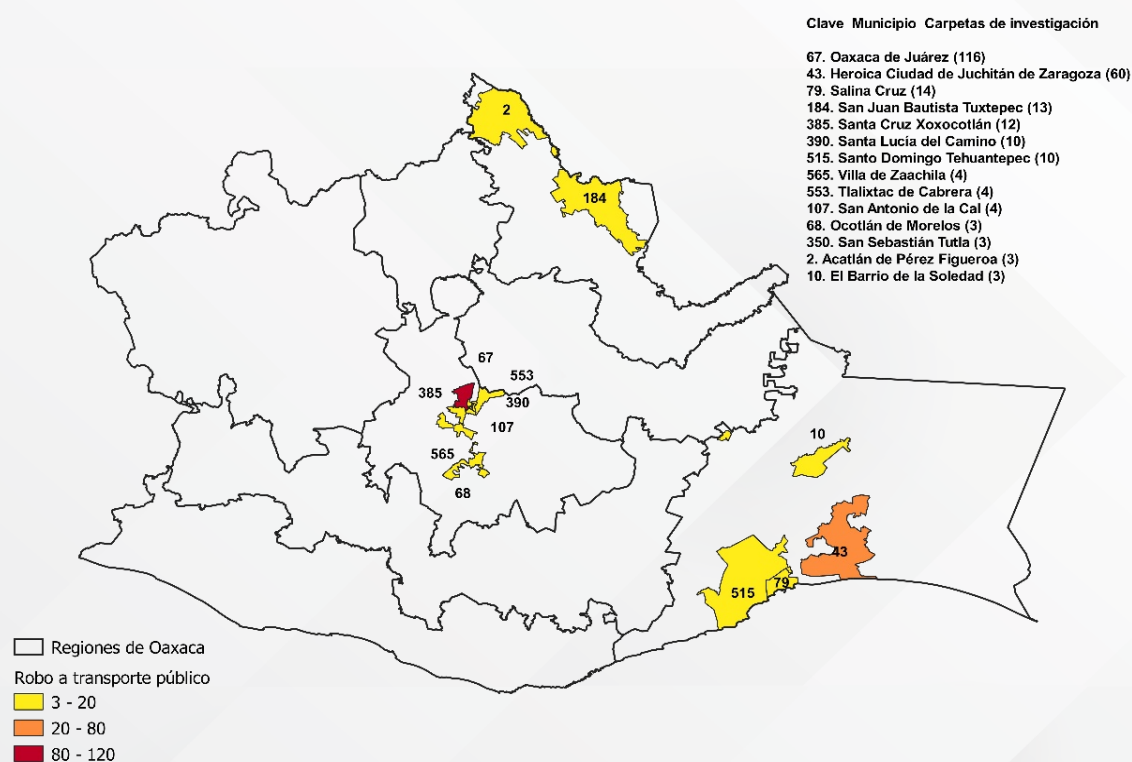 Clave Municipio Carpetas de investigación
67. Oaxaca de Juárez (116)
43. Heroica Ciudad de Juchitán de Zaragoza (60)
79. Salina Cruz (14)
184. San Juan Bautista Tuxtepec (13)
385. Santa Cruz Xoxocotlán (12)
390. Santa Lucía del Camino (10)
515. Santo Domingo Tehuantepec (10)
565. Villa de Zaachila (4)
553. Tlalixtac de Cabrera (4)
107. San Antonio de la Cal (4)
68. Ocotlán de Morelos (3)
350. San Sebastián Tutla (3)
2. Acatlán de Pérez Figueroa (3)
10. El Barrio de la Soledad (3)
2
184
67
553
385
390
107
10
565
68
43
79
515
Regiones de Oaxaca
Robo a transporte público
3 - 20
20 - 80
80 - 120